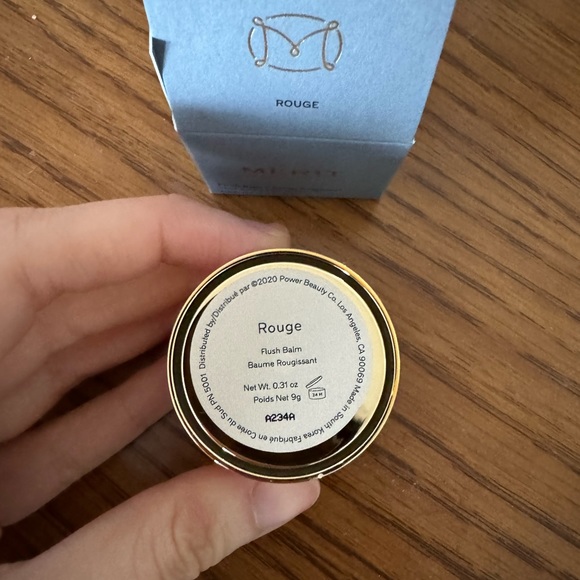 ROUGE
MERIT
Distributed by/Distribué par ©2020 Power Beauty Co. Los Angeles, CA 90069 Made in South Korea Fabriqué en Corée du Sud PN 5001
Rouge
Flush Balm
Baume Rougissant
Net Wt. 0.31 oz
Poids Net 9g
24 M
A234A